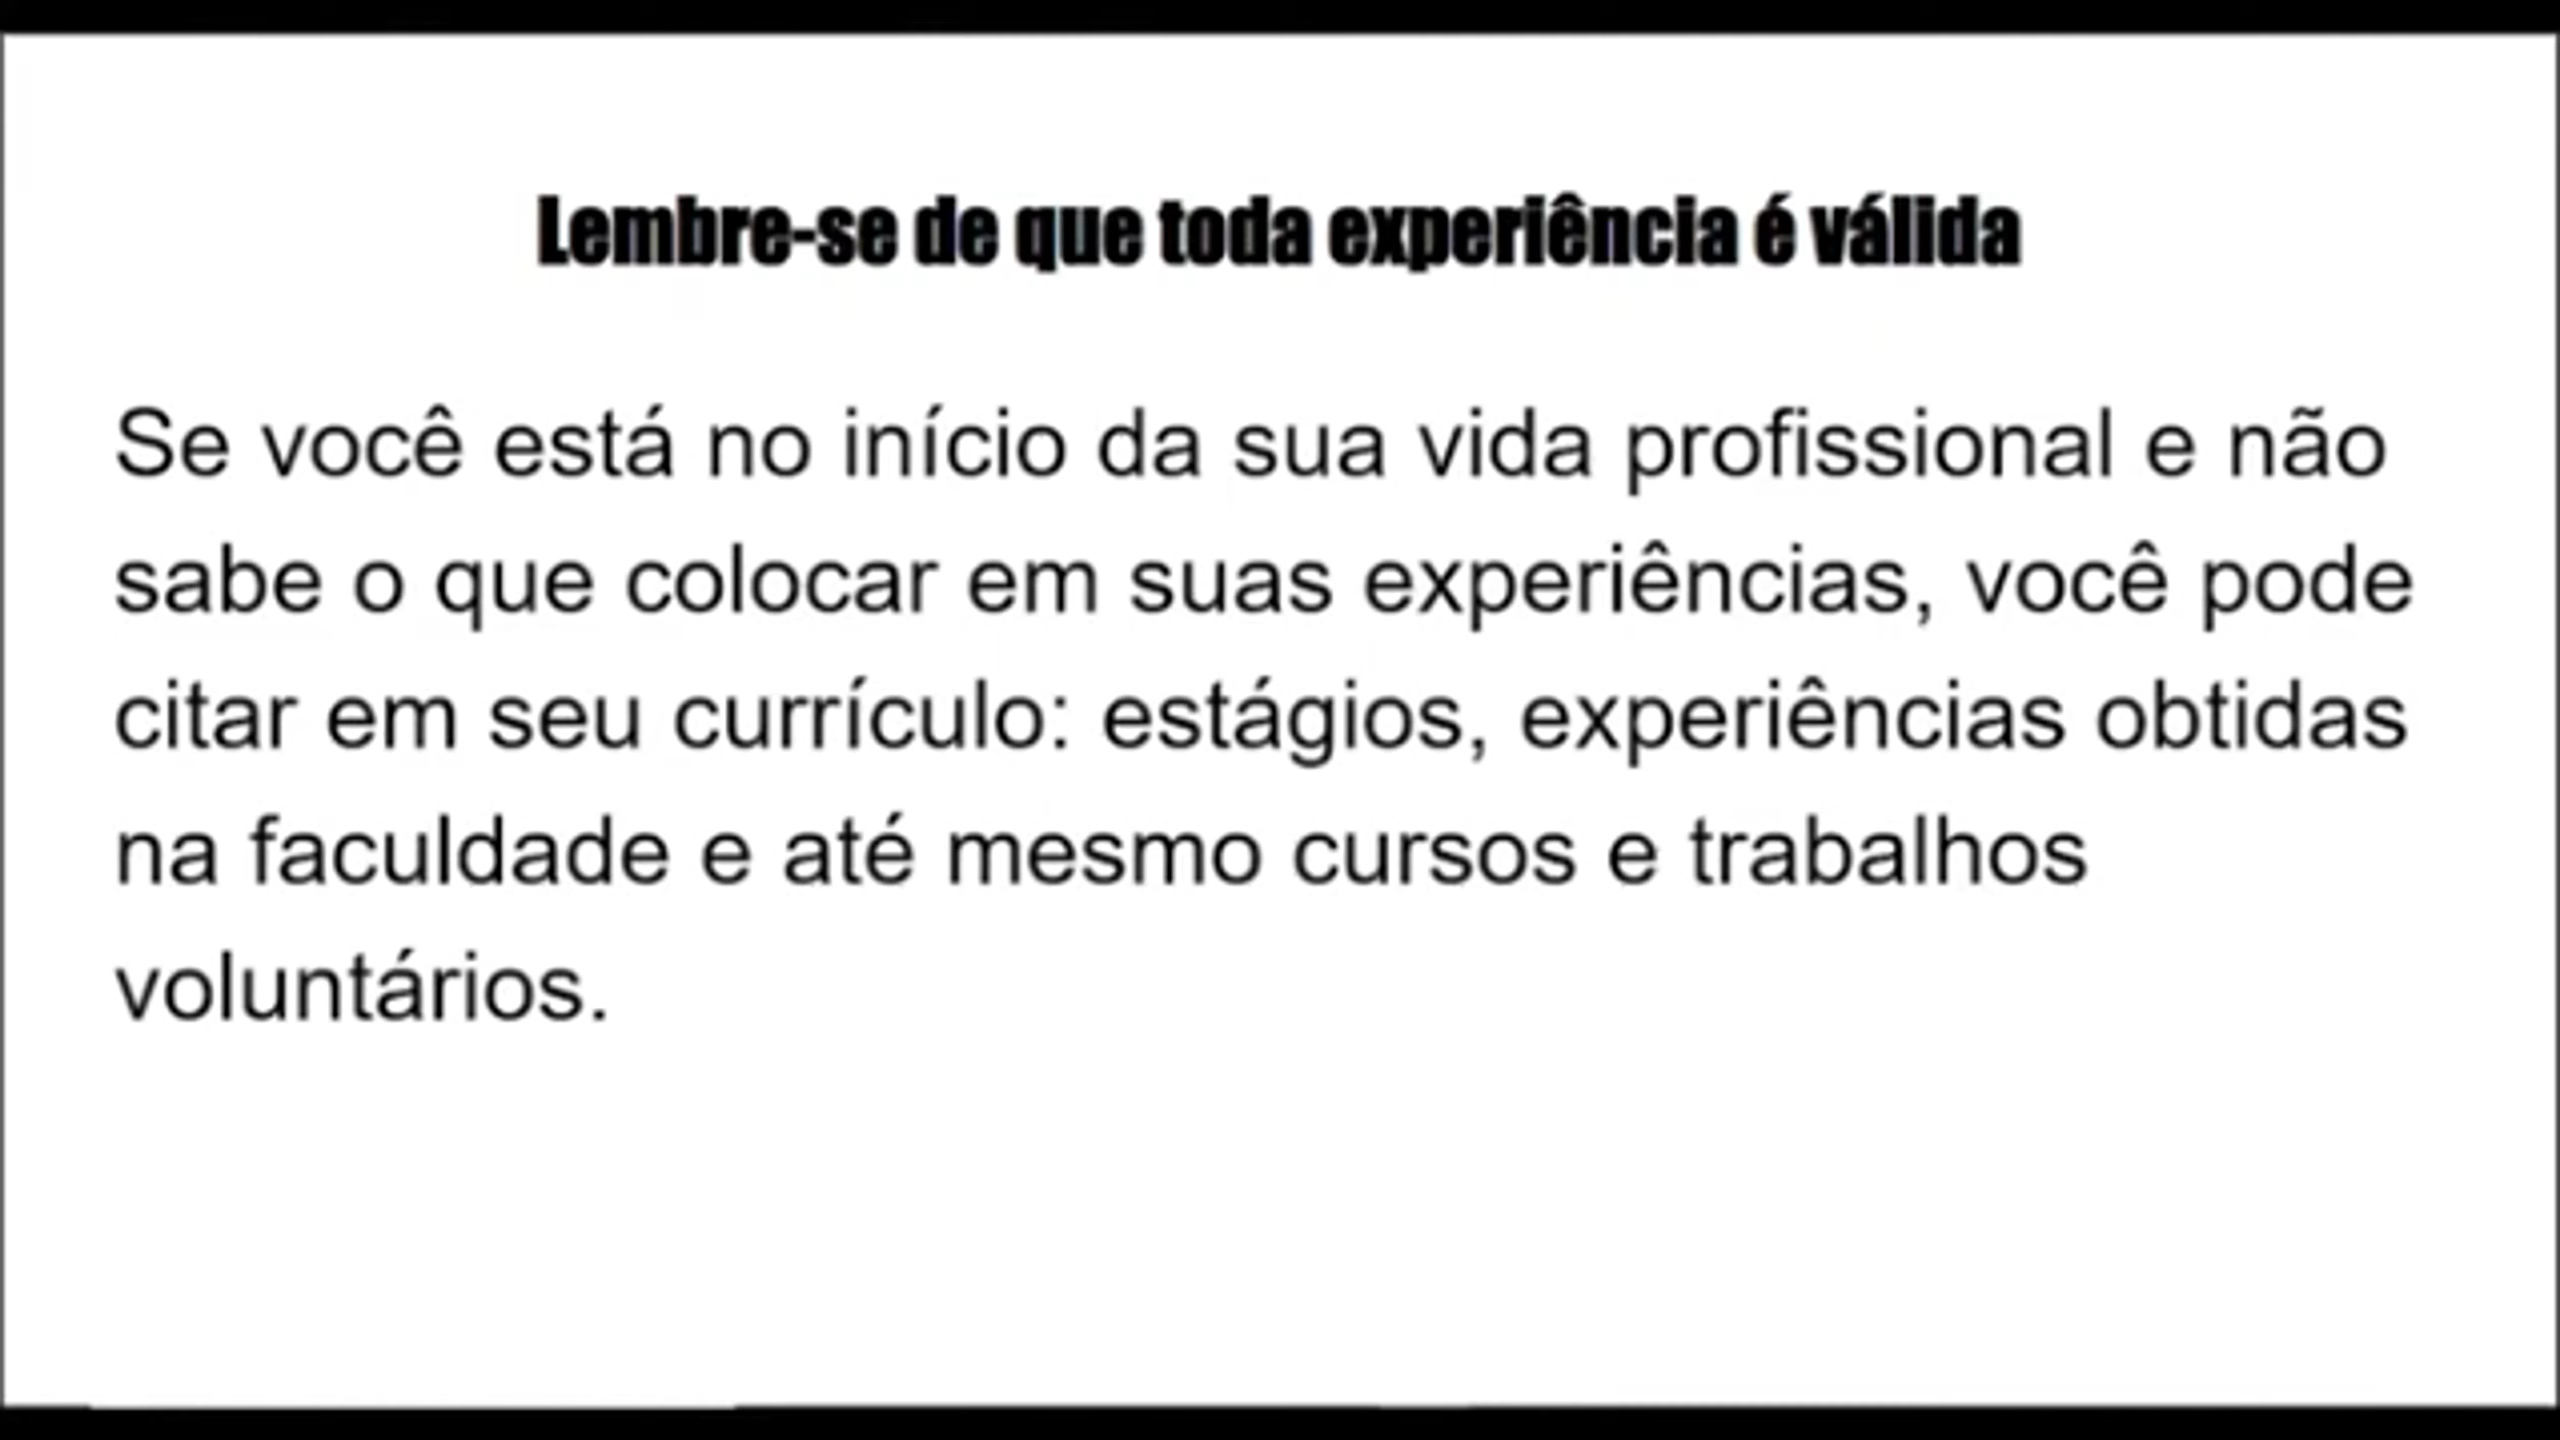 Lembre-se de que toda experiência é válida
Se você está no início da sua vida profissional e não
sabe o que colocar em suas experiências, você pode
citar em seu currículo: estágios, experiências obtidas
na faculdade e até mesmo cursos e trabalhos
voluntários.